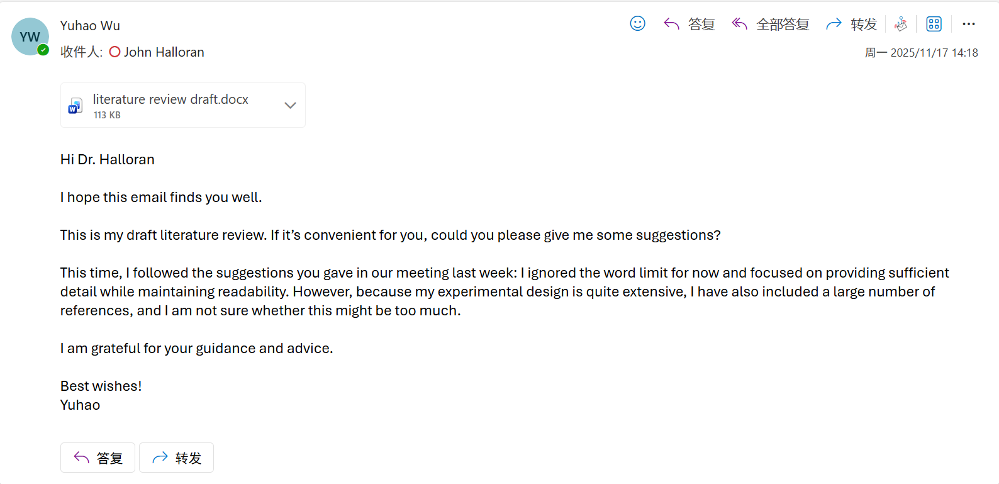 YW
Yuhao Wu
答复
全部答复
转发
收件人: John Halloran
周一 2025/11/17 14:18
W
literature review draft.docx
113 KB
Hi Dr. Halloran
I hope this email finds you well.
This is my draft literature review. If it’s convenient for you, could you please give me some suggestions?
This time, I followed the suggestions you gave in our meeting last week: I ignored the word limit for now and focused on providing sufficient
detail while maintaining readability. However, because my experimental design is quite extensive, I have also included a large number of
references, and I am not sure whether this might be too much.
I am grateful for your guidance and advice.
Best wishes!
Yuhao
答复
转发